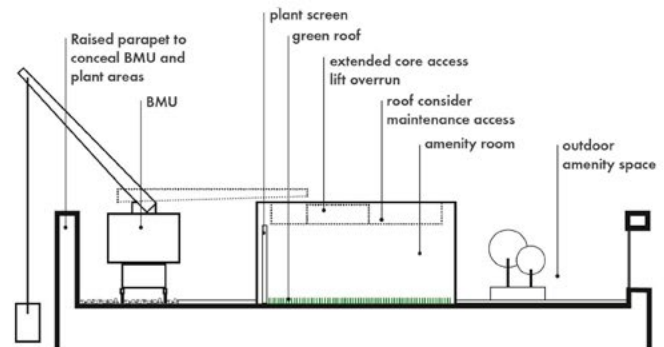 plant screen
green roof
Raised parapet to
conceal BMU and
plant areas
extended core access
lift overrun
BMU
roof consider
maintenance access
amenity room
outdoor
amenity space